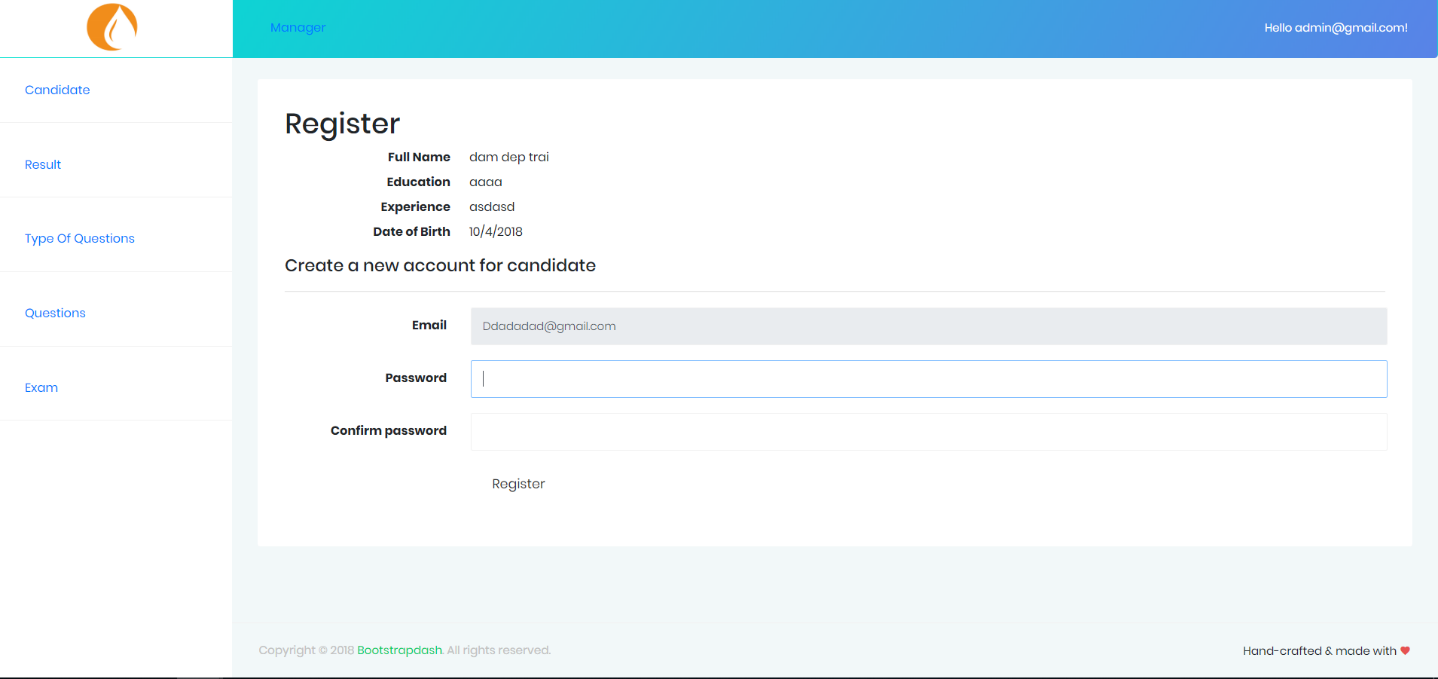 Manager
Hello admin@gmail.com!
Candidate
Result
Type Of Questions
Questions
Exam
Register
Full Name dam dep trai
Education aaaa
Experience asdasd
Date of Birth 10/4/2018
Create a new account for candidate
Email Ddadadad@gmail.com
Password
Confirm password
Register
Copyright © 2018 Bootstrapdash. All rights reserved.
Hand-crafted & made with